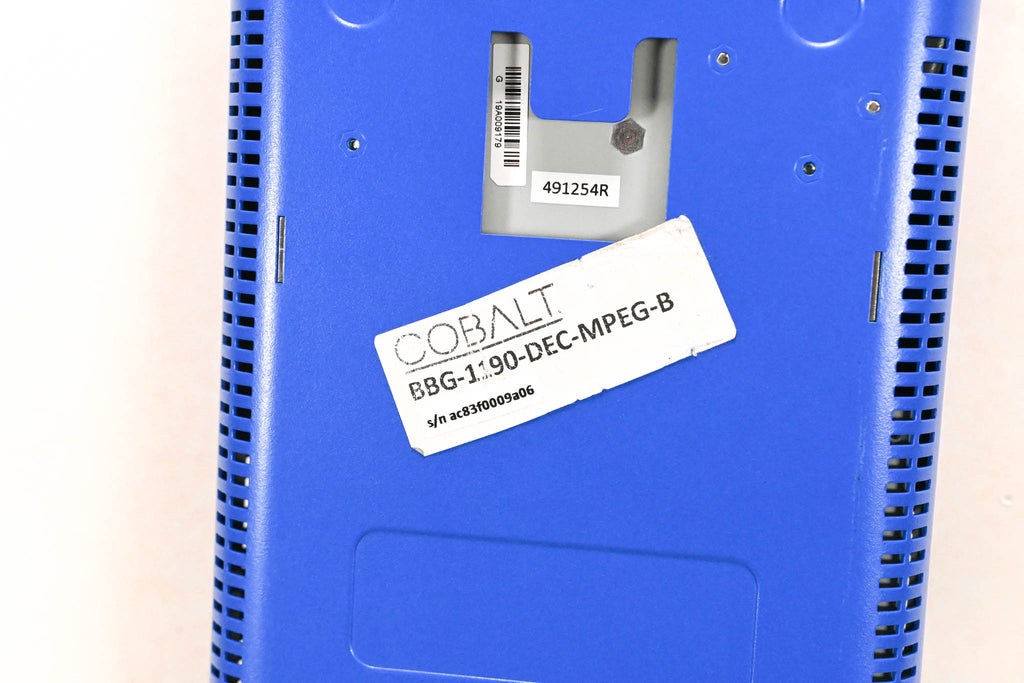 G 19A009179
491254R
COBALT
BBG-1190-DEC-MPEG-B
s/n ac83f0009a06